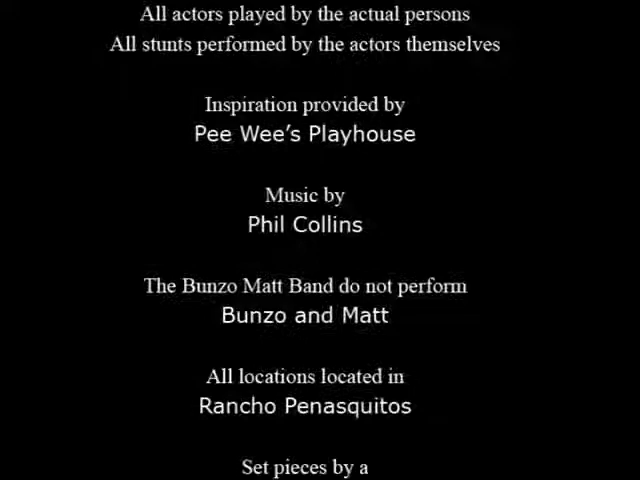 All actors played by the actual persons
All stunts performed by the actors themselves
Inspiration provided by
Pee Wee’s Playhouse
Music by
Phil Collins
The Bunzo Matt Band do not perform
Bunzo and Matt
All locations located in
Rancho Penasquitos
Set pieces by a